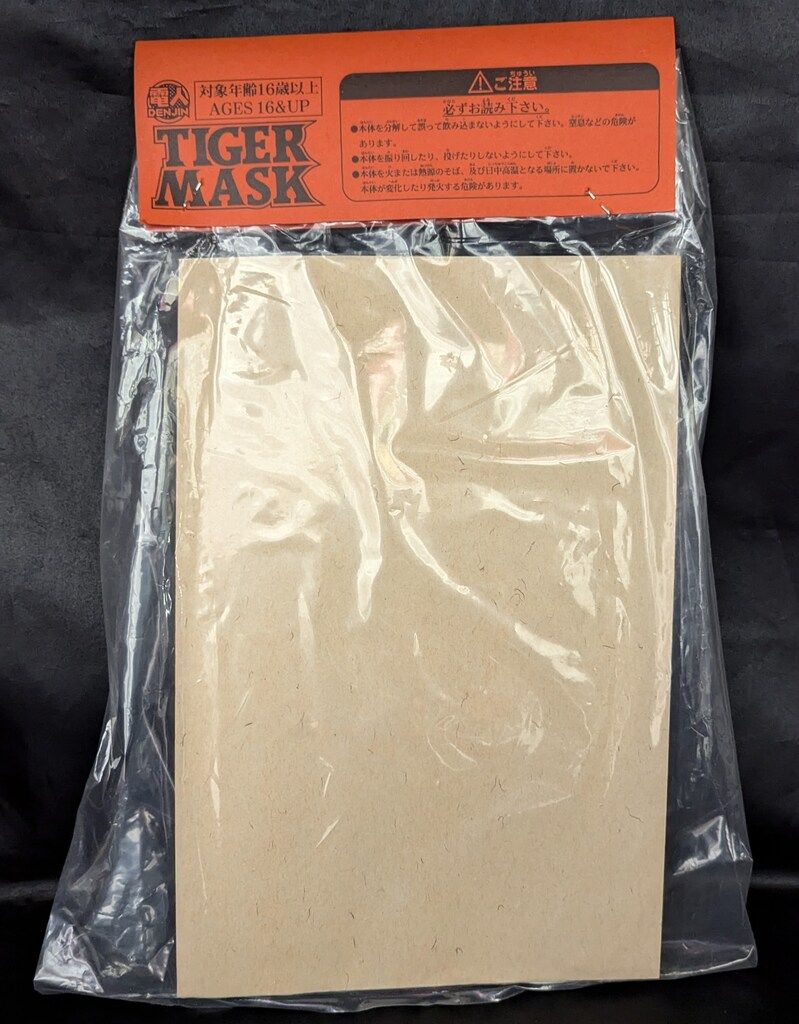 電人
DENJIN
対象年齢16歳以上
AGES 16&UP
TIGER
MASK
ご注意
必ずお読み下さい。
●本体を分解して誤って飲み込まないようにして下さい。窒息などの危険が
あります。
●本体を振り回したり、投げたりしないようにして下さい。
●本体を火または熱源のそば、及び日中高温となる場所に置かないで下さい。
本体が変化したり発火する危険があります。